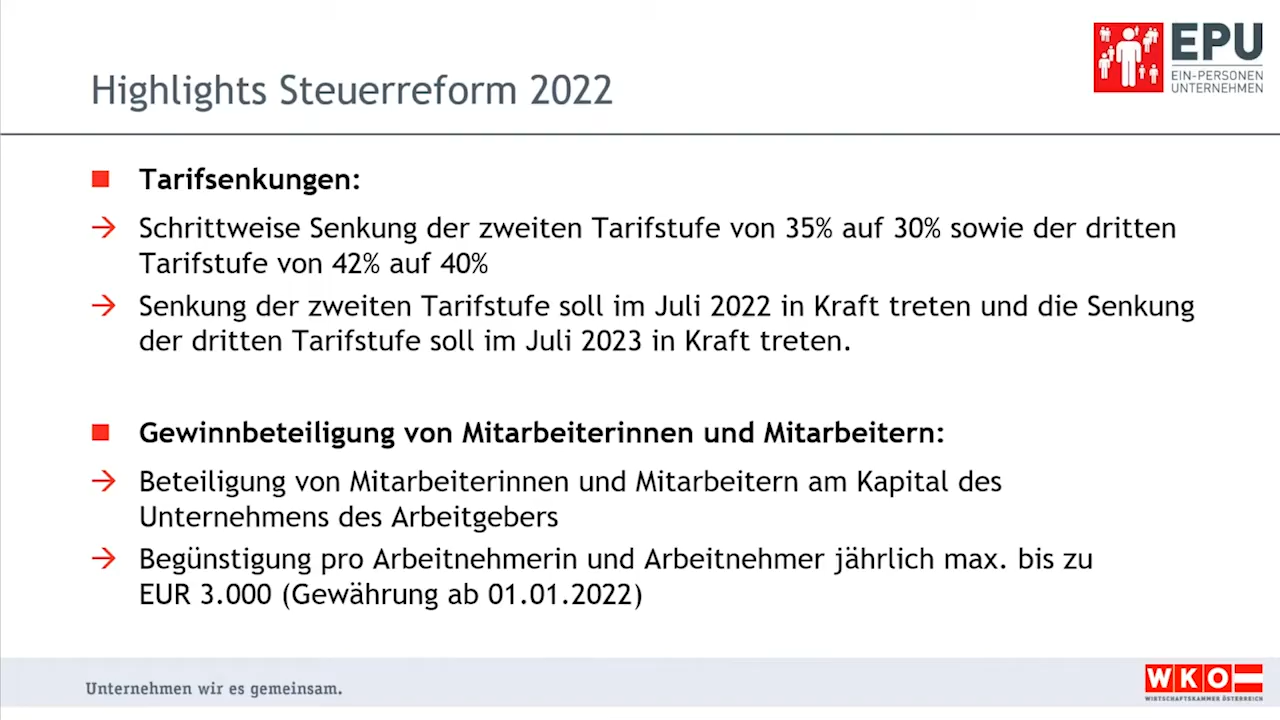 EPU
EIN-PERSONEN
UNTERNEHMEN
Highlights Steuerreform 2022
Tarifsenkungen:
→ Schrittweise Senkung der zweiten Tarifstufe von 35% auf 30% sowie der dritten
Tarifstufe von 42% auf 40%
→ Senkung der zweiten Tarifstufe soll im Juli 2022 in Kraft treten und die Senkung
der dritten Tarifstufe soll im Juli 2023 in Kraft treten.
Gewinnbeteiligung von Mitarbeiterinnen und Mitarbeitern:
→ Beteiligung von Mitarbeiterinnen und Mitarbeitern am Kapital des
Unternehmens des Arbeitgebers
→ Begünstigung pro Arbeitnehmerin und Arbeitnehmer jährlich max. bis zu
EUR 3.000 (Gewährung ab 01.01.2022)
Unternehmen wir es gemeinsam.
WKO
WIRTSCHAFTSKAMMER ÖSTERREICH